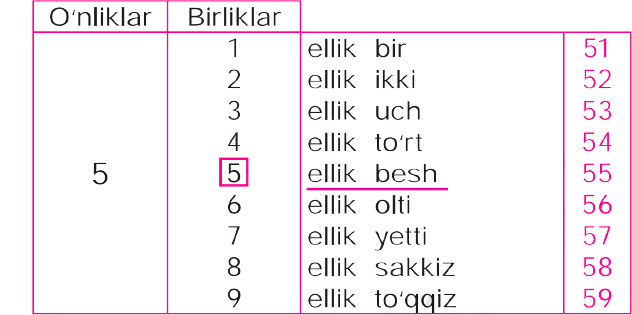 O'nliklar Birliklar
1 ellik bir 51
2 ellik ikki 52
3 ellik uch 53
4 ellik to'rt 54
5 5 ellik besh 55
6 ellik olti 56
7 ellik yetti 57
8 ellik sakkiz 58
9 ellik to'qqiz 59